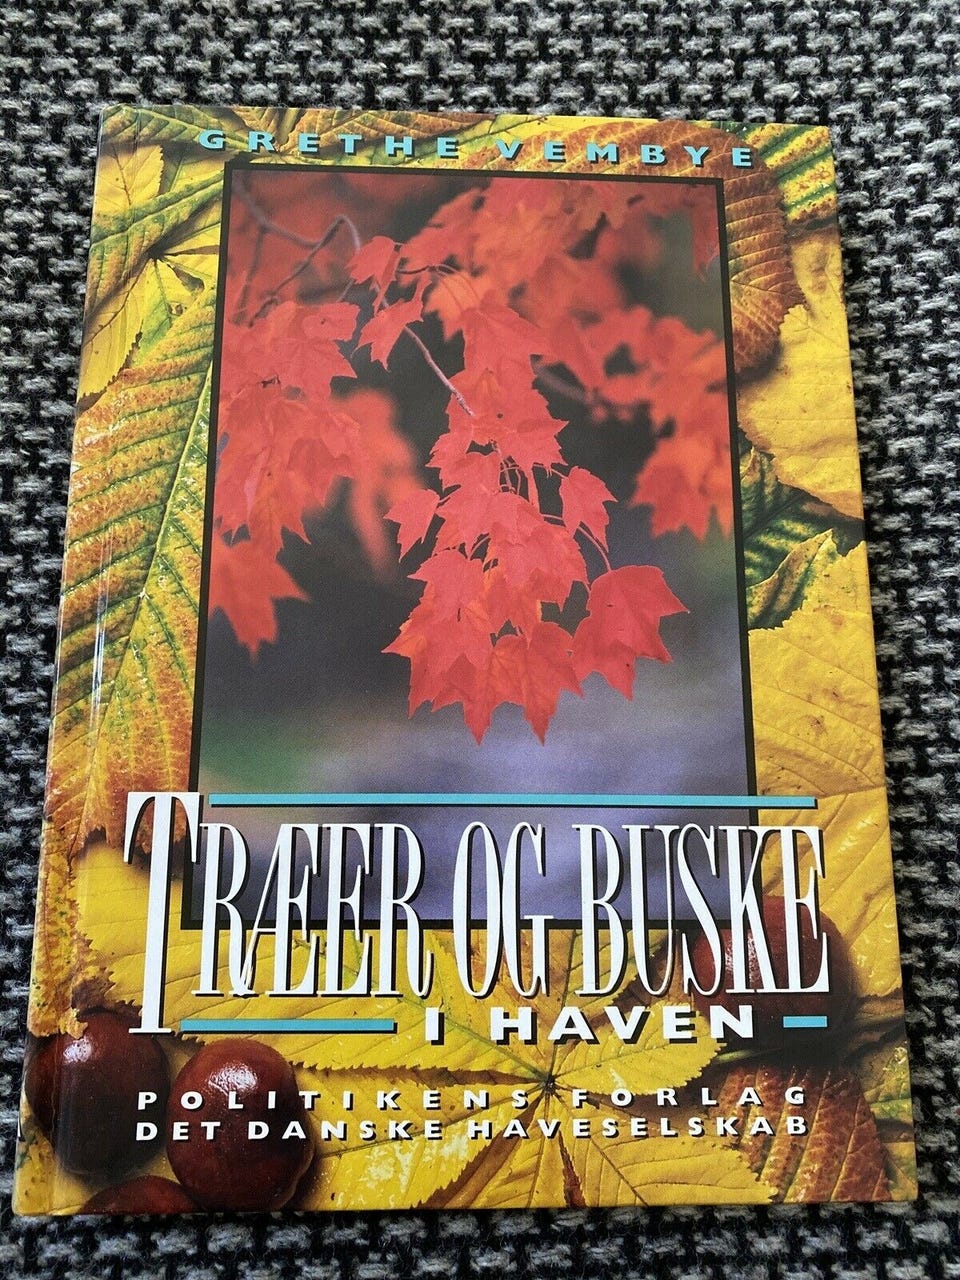 GRETHE VEMBYE
TRÆER OG BUSKE
I HAVEN
POLITIKENS FORLAG
DET DANSKE HAVESELSKAB